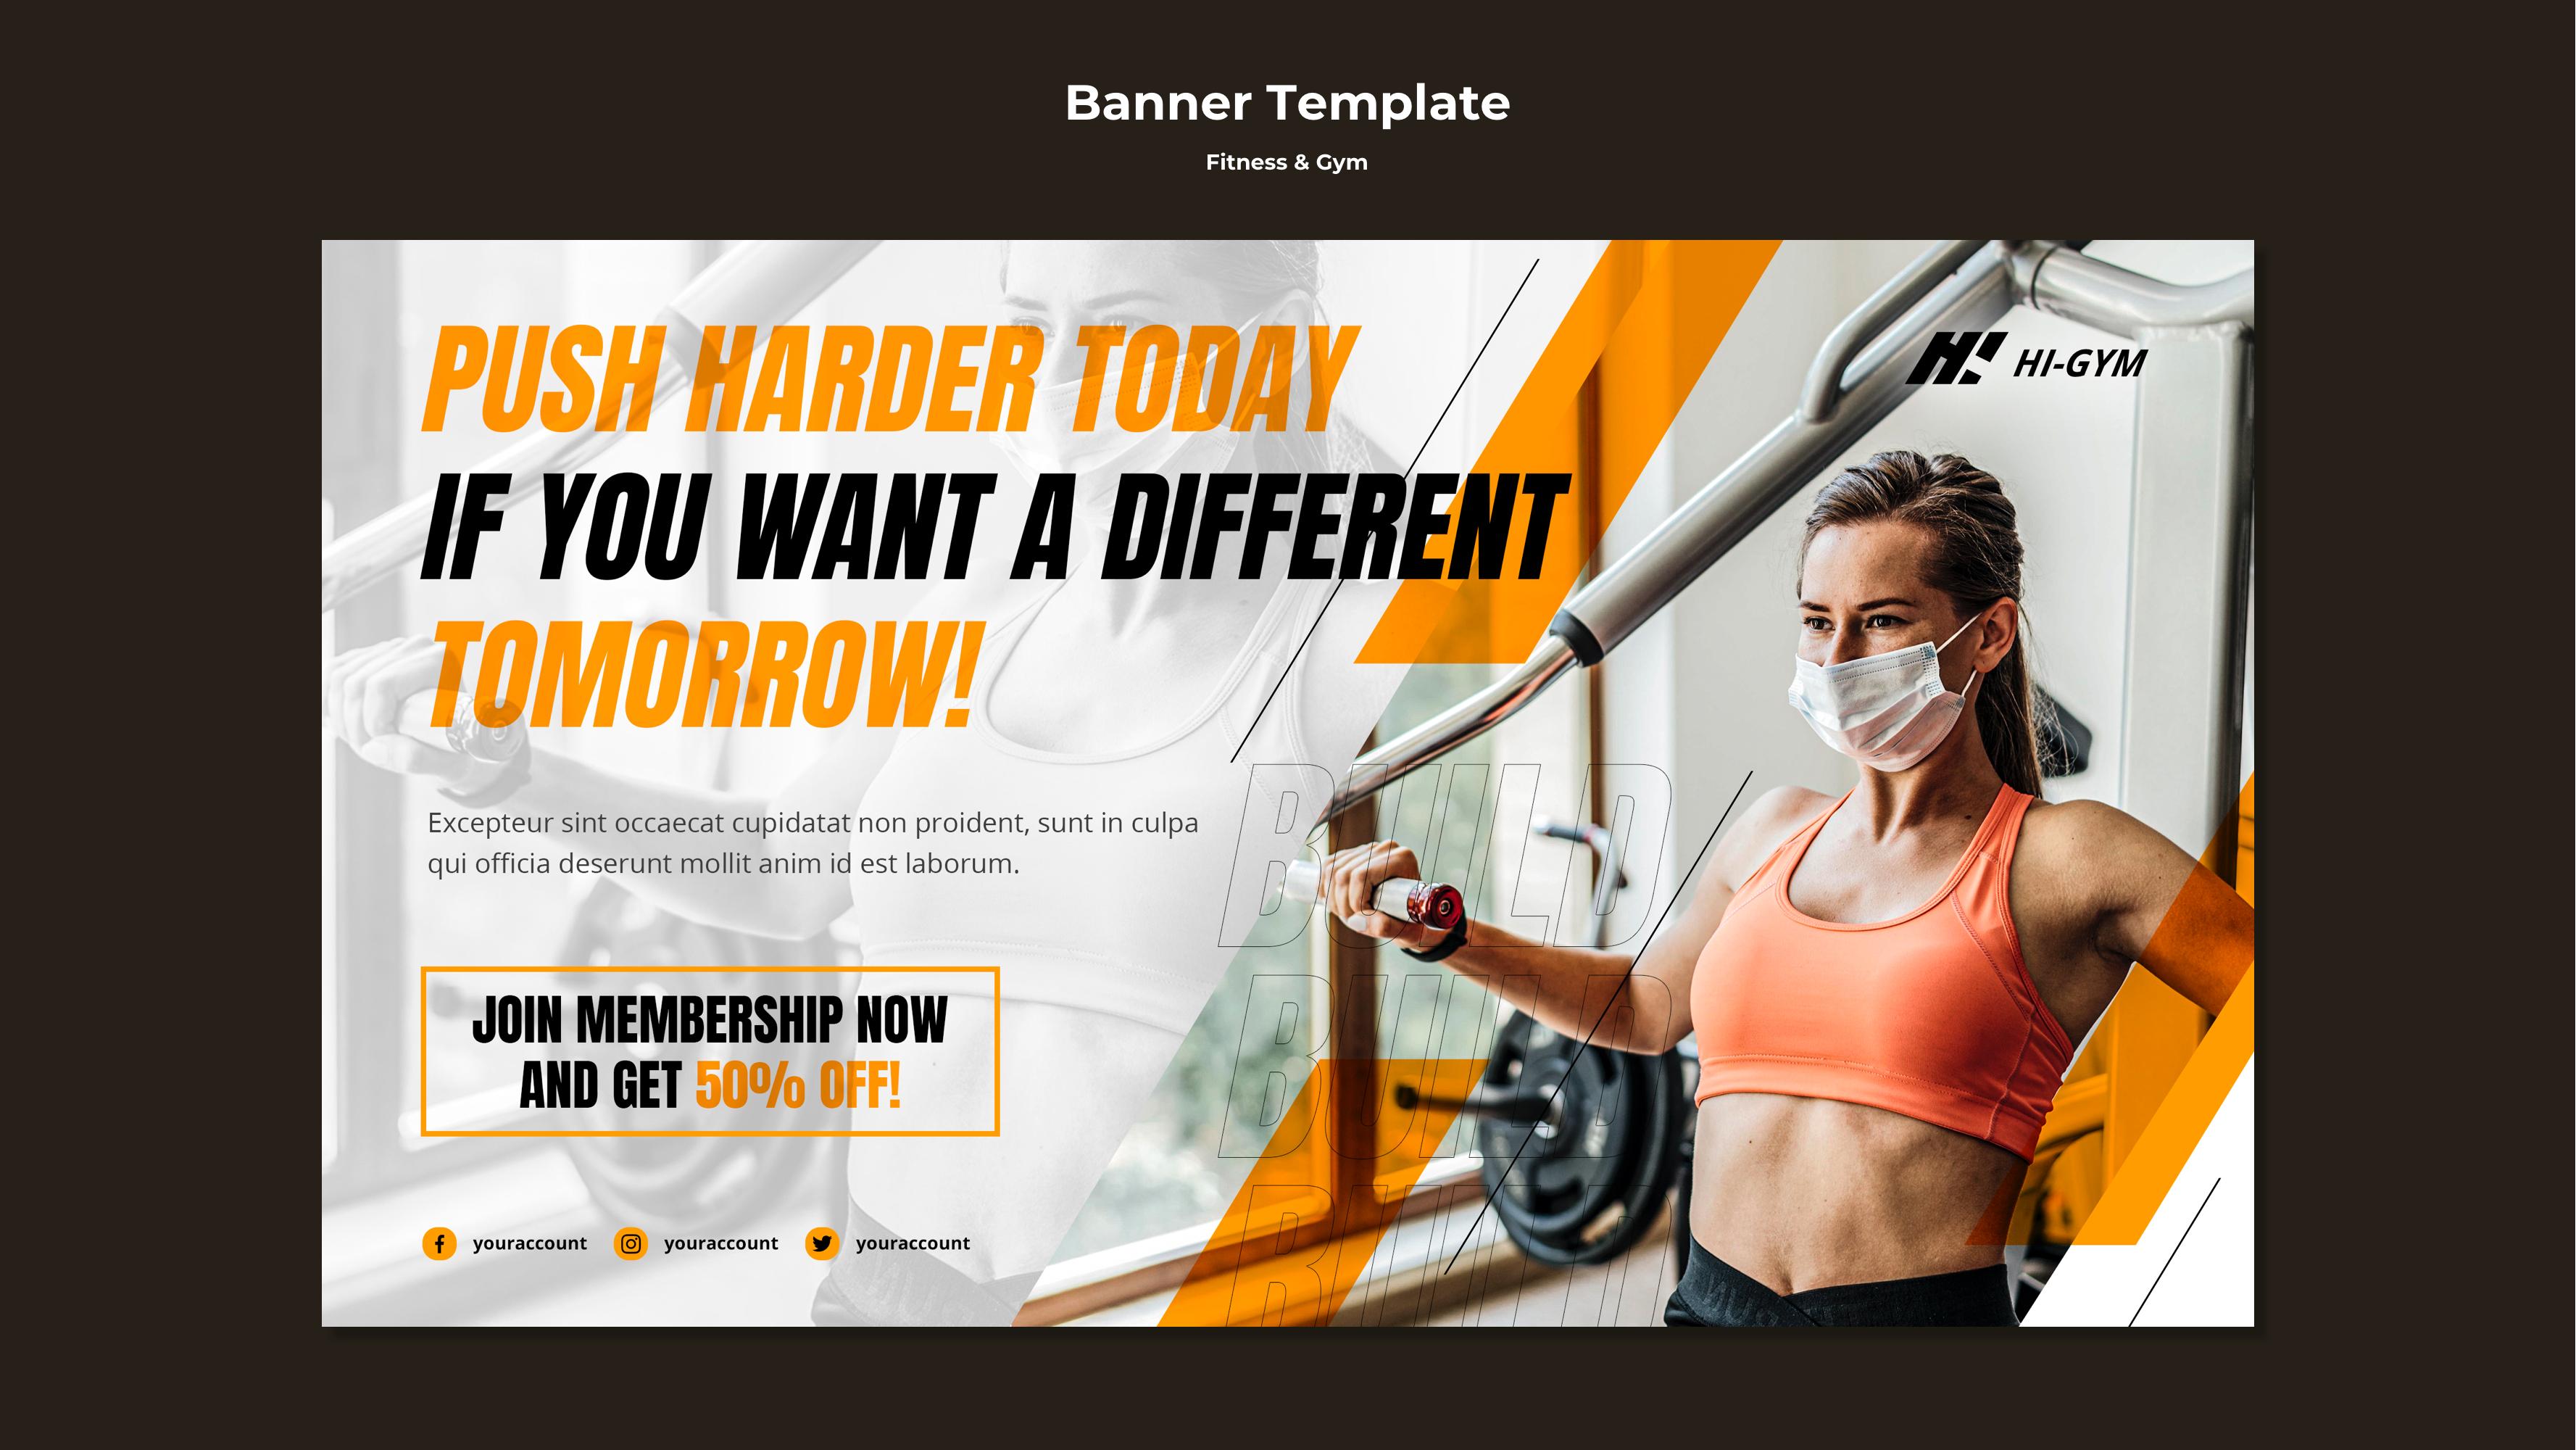 Banner Template
Fitness & Gym
HI-GYM
PUSH HARDER TODAY
IF YOU WANT A DIFFERENT
TOMORROW!
Excepteur sint occaecat cupidatat non proident, sunt in culpa
qui officia deserunt mollit anim id est laborum.
BUILD
BUILD
BUILD
JOIN MEMBERSHIP NOW
AND GET 50% OFF!
youraccount youraccount youraccount